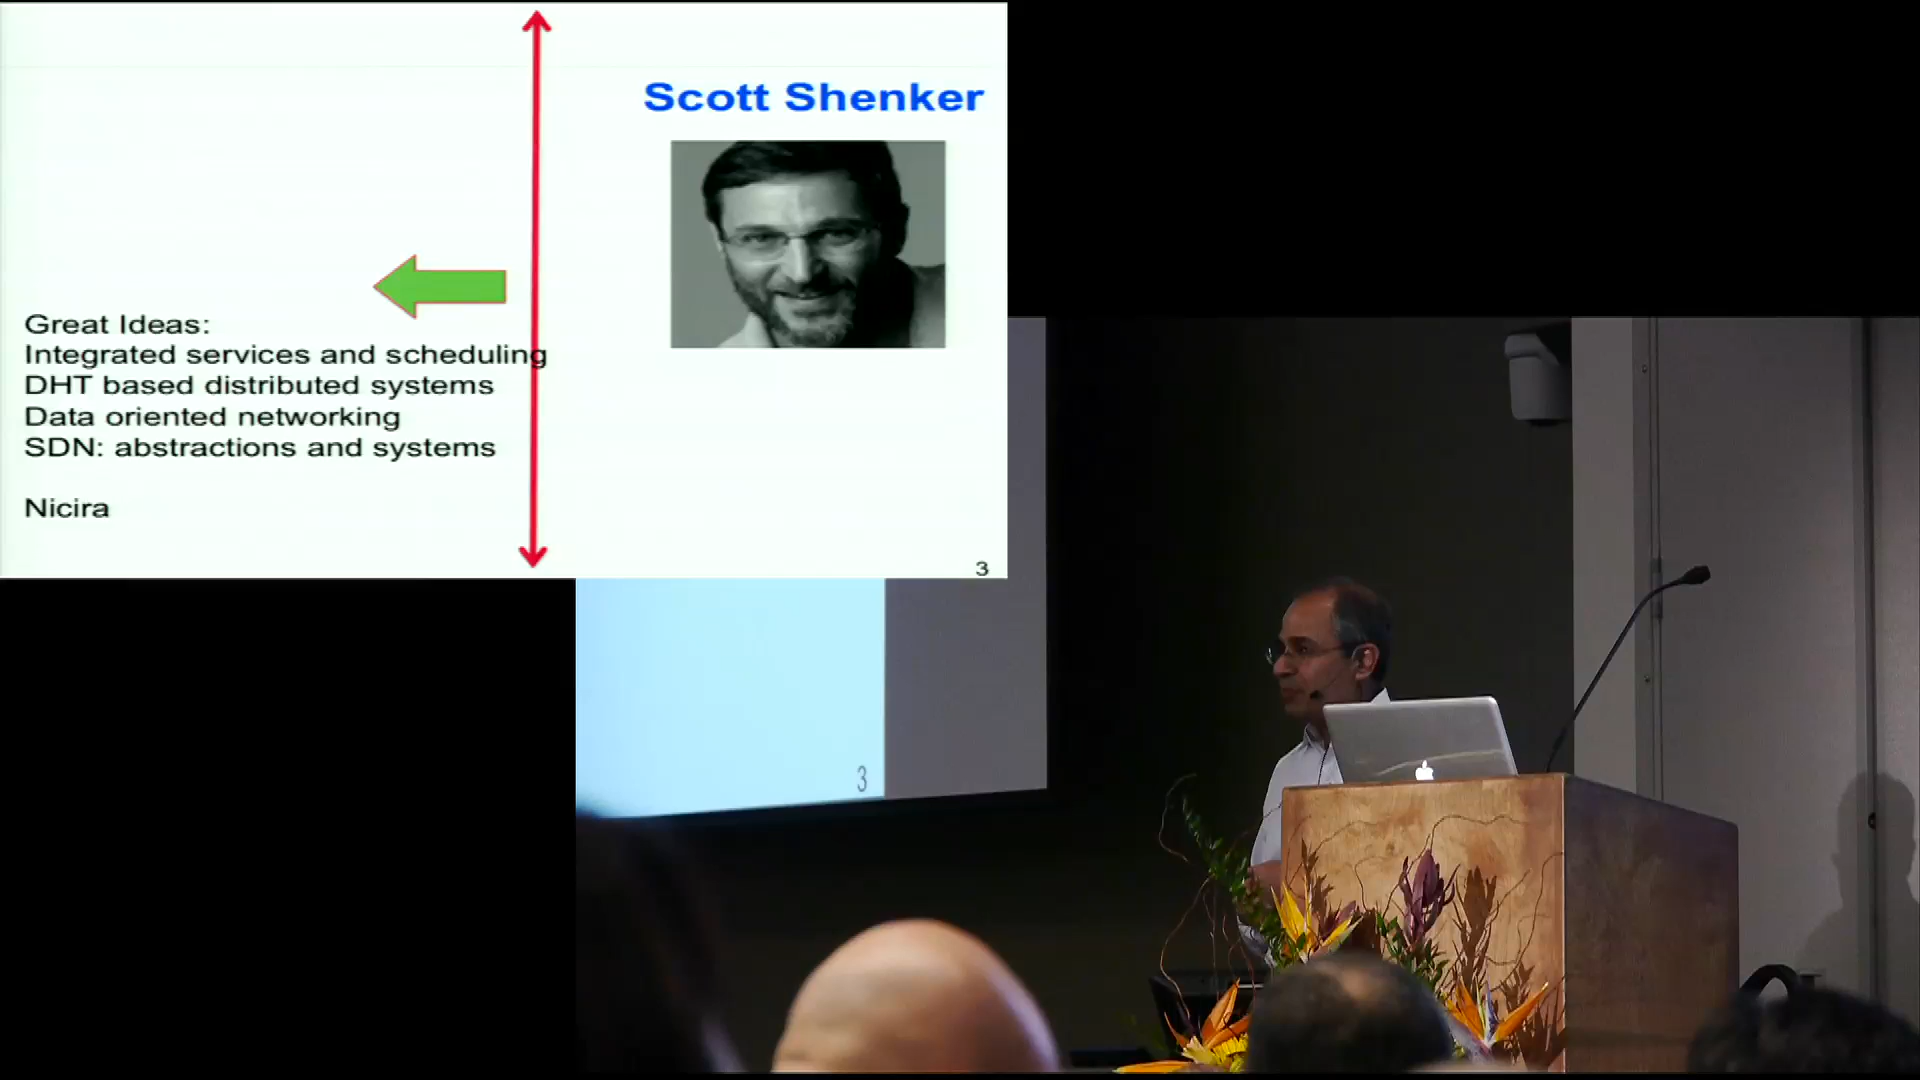 Scott Shenker
Great Ideas:
Integrated services and scheduling
DHT based distributed systems
Data oriented networking
SDN: abstractions and systems
Nicira
3
3